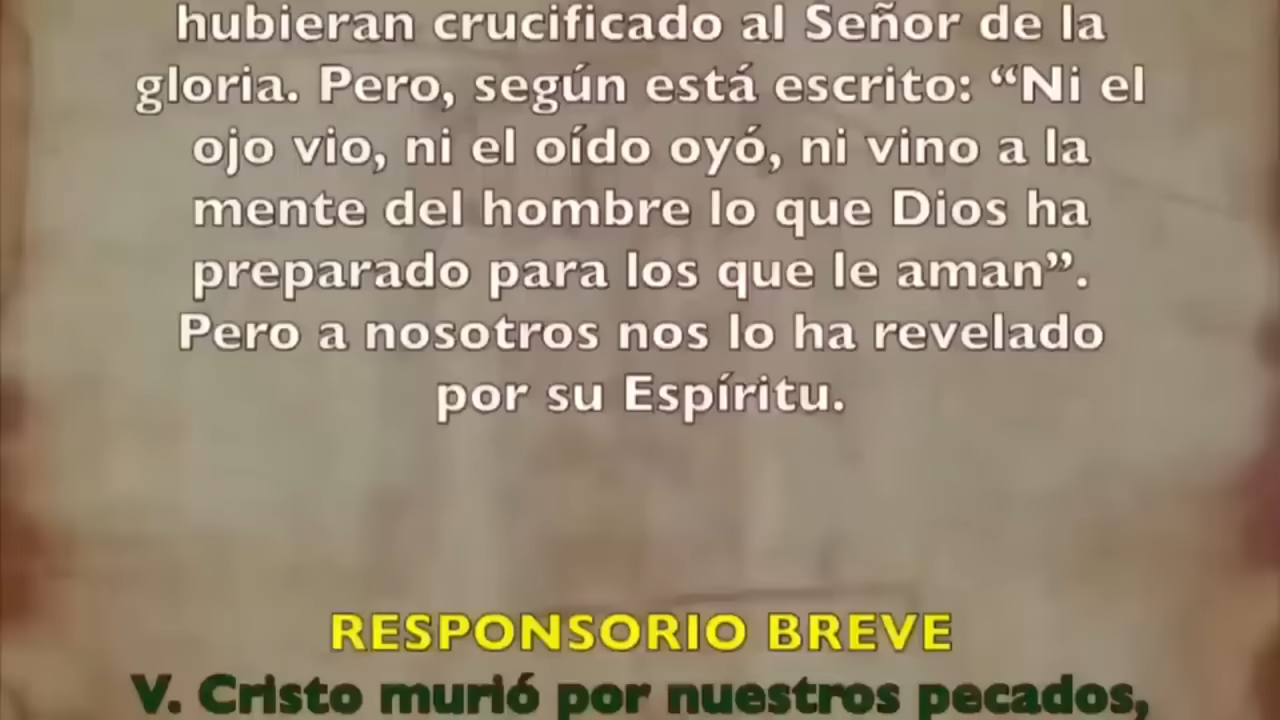 hubieran crucificado al Señor de la
gloria. Pero, según está escrito: “Ni el
ojo vio, ni el oído oyó, ni vino a la
mente del hombre lo que Dios ha
preparado para los que le aman”.
Pero a nosotros nos lo ha revelado
por su Espíritu.
RESPONSORIO BREVE
V. Cristo murió por nuestros pecados,